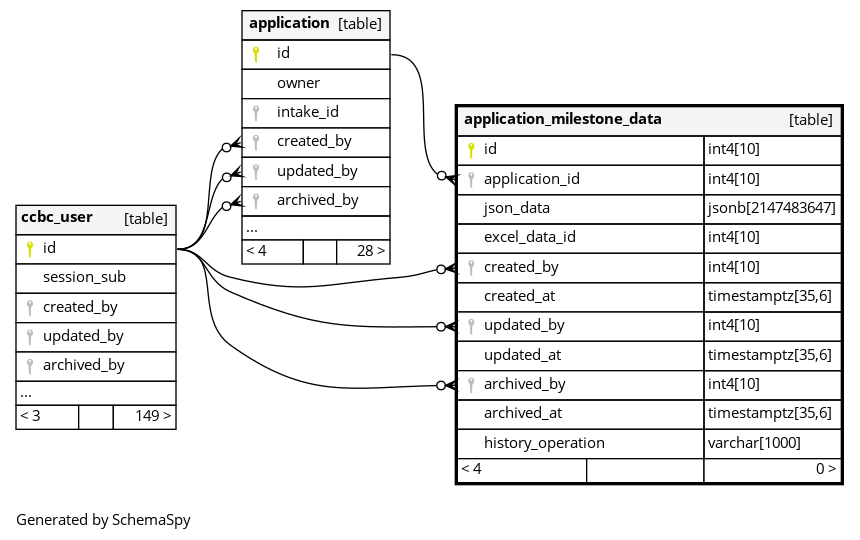 application [table]
id
owner
intake_id
created_by
updated_by
archived_by
...
< 4 28 >
ccbc_user [table]
id
session_sub
created_by
updated_by
archived_by
...
< 3 149 >
application_milestone_data [table]
id int4[10]
application_id int4[10]
json_data jsonb[2147483647]
excel_data_id int4[10]
created_by int4[10]
created_at timestamptz[35,6]
updated_by int4[10]
updated_at timestamptz[35,6]
archived_by int4[10]
archived_at timestamptz[35,6]
history_operation varchar[1000]
< 4 0 >
Generated by SchemaSpy